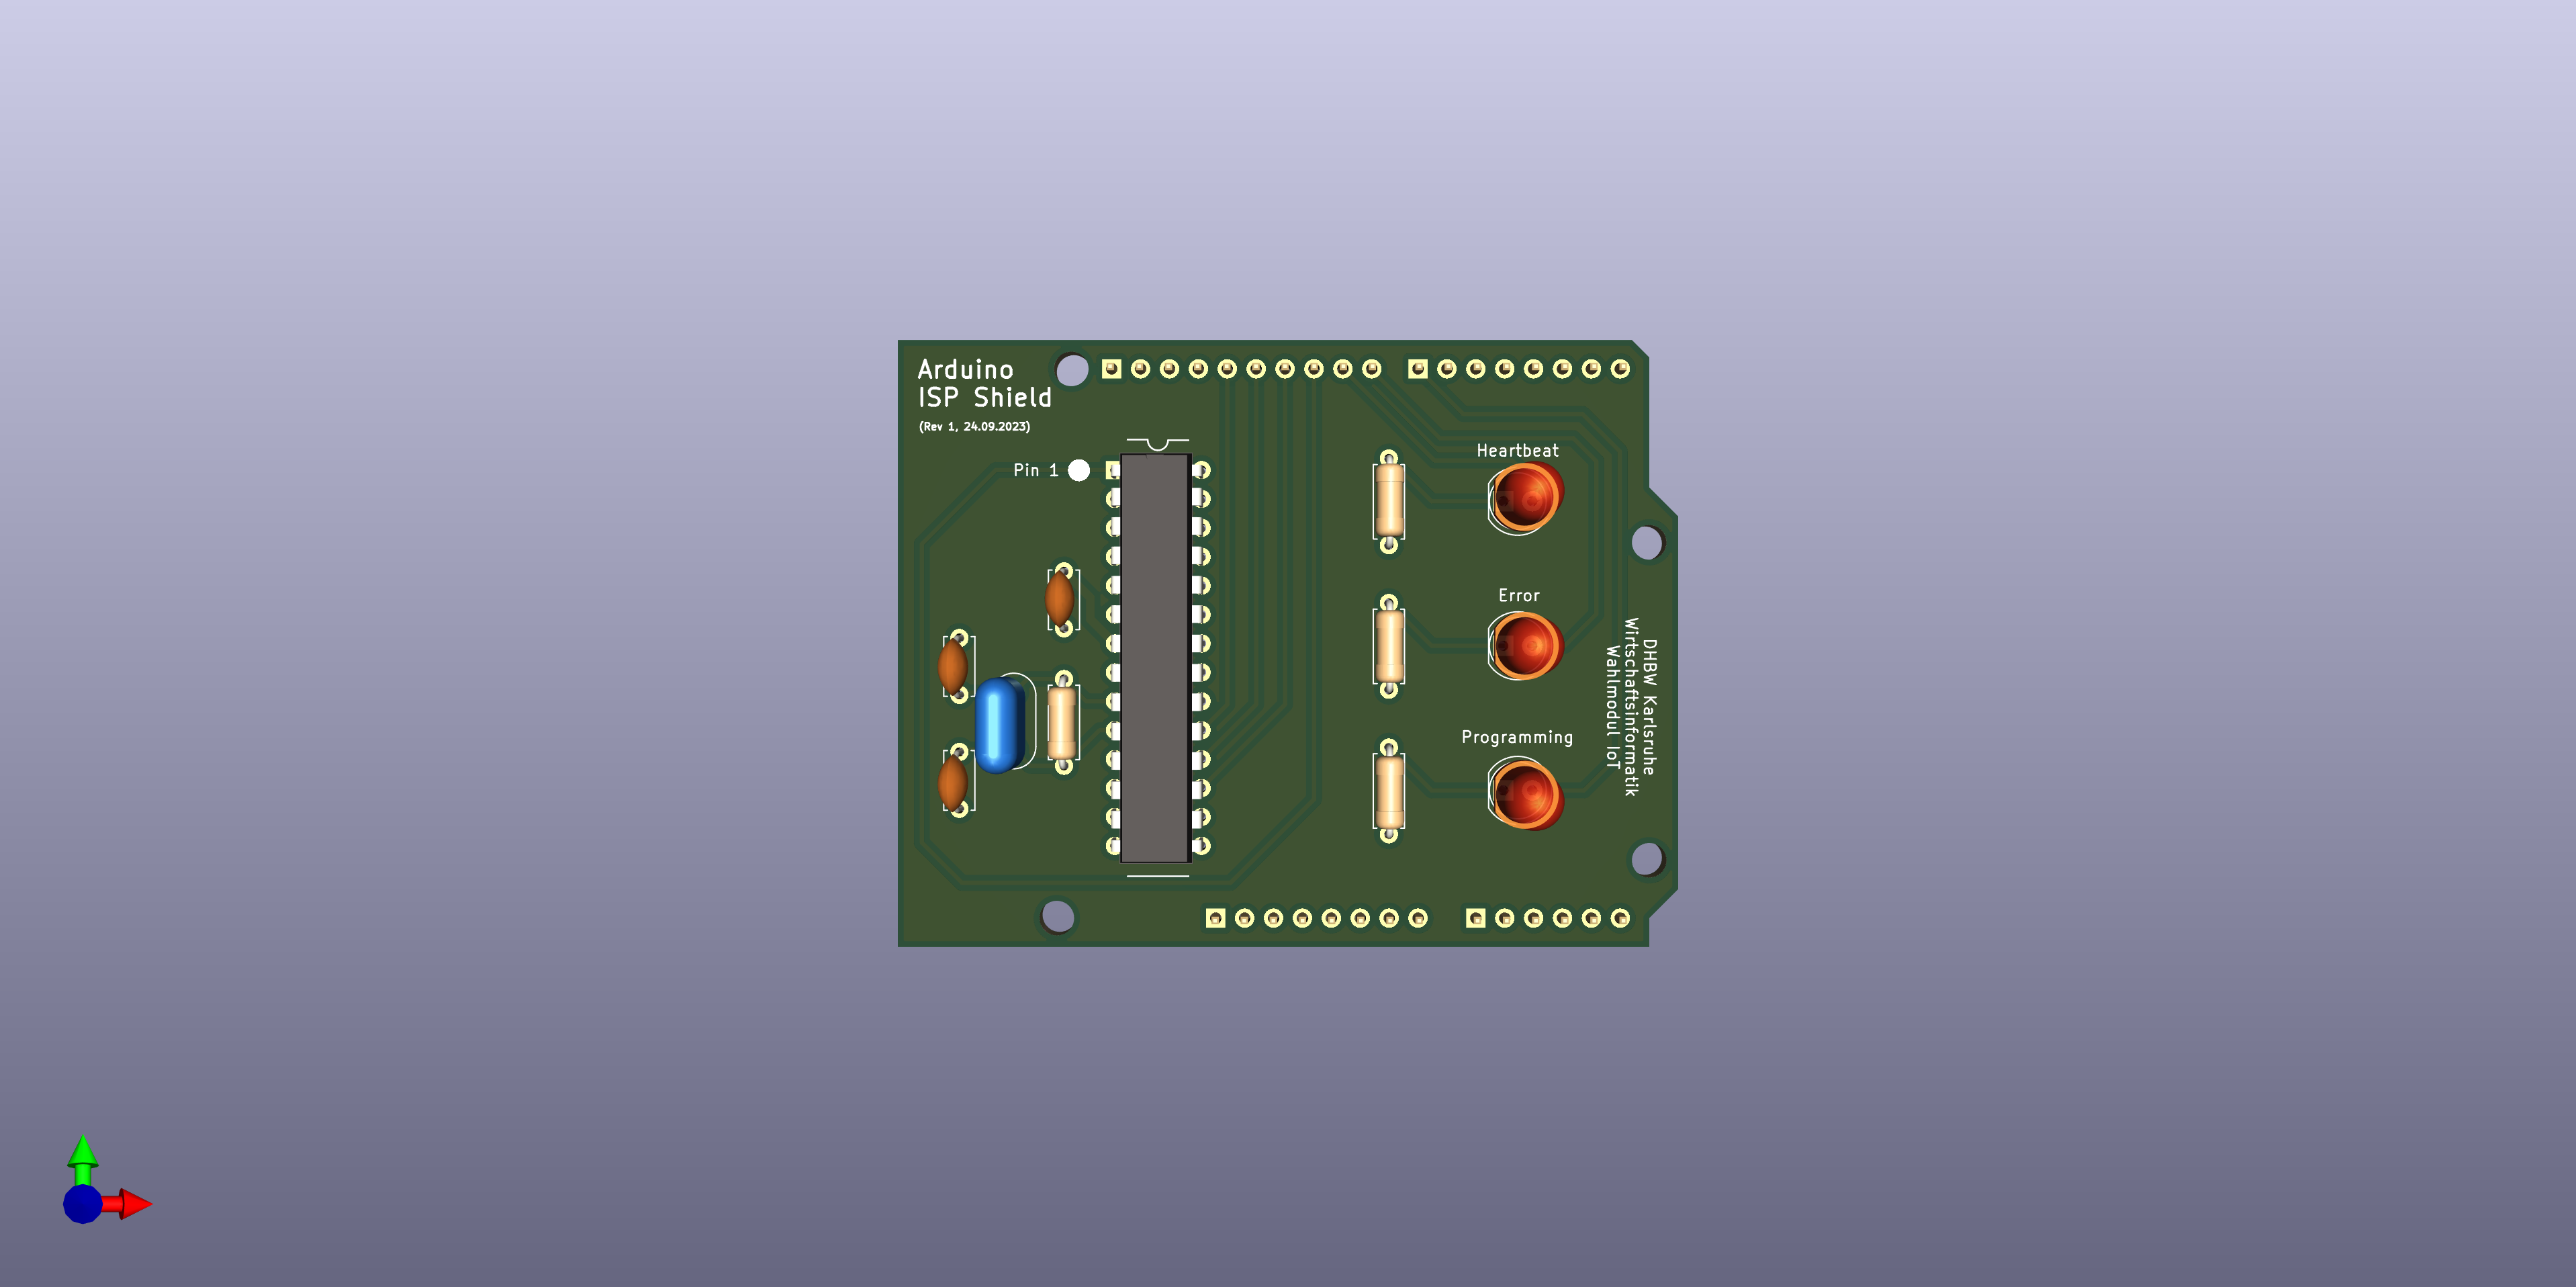 Arduino
ISP Shield
(Rev 1, 24.09.2023)
Pin 1
Heartbeat
Error
Programming
DHBW Karlsruhe
Wirtschaftsinformatik
Wahlmodul IoT